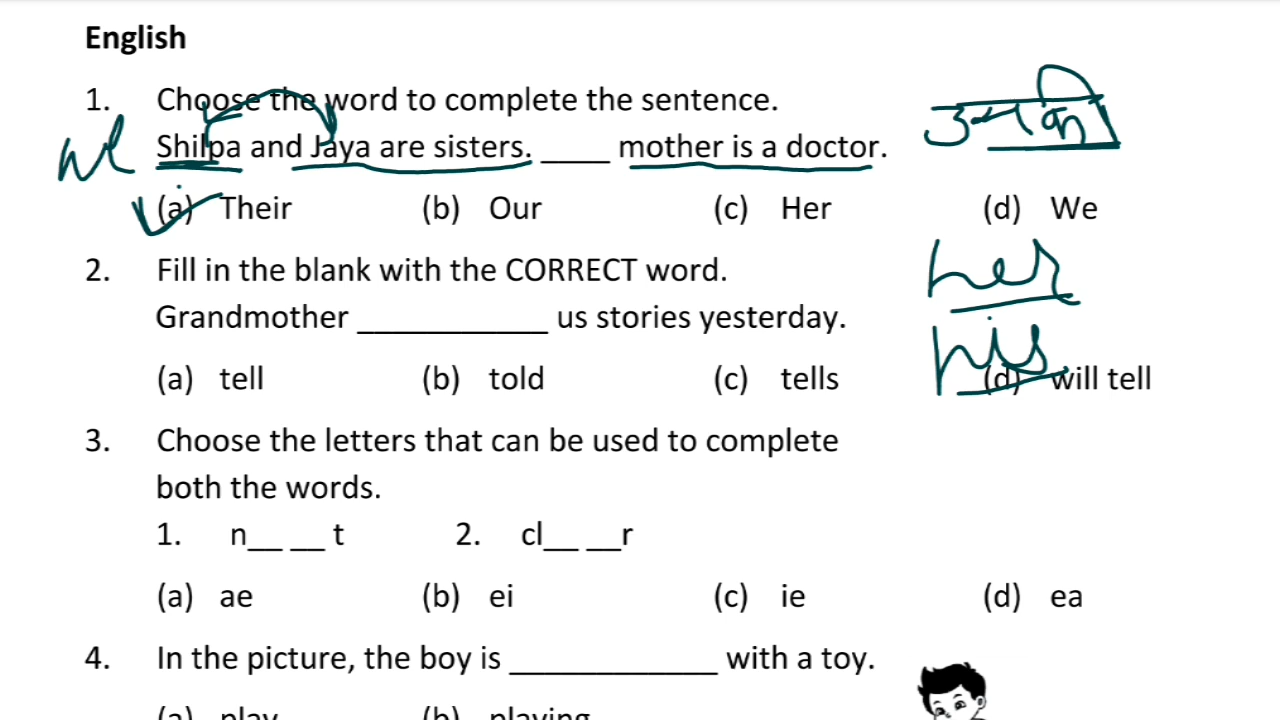 English
1. Choose the word to complete the sentence.
we Shilpa and Jaya are sisters. ____ mother is a doctor. उनकी
(a) Their (b) Our (c) Her (d) We
2. Fill in the blank with the CORRECT word. her
Grandmother ____________ us stories yesterday. his
(a) tell (b) told (c) tells (d) will tell
3. Choose the letters that can be used to complete
both the words.
1. n__ __ t 2. cl__ __r
(a) ae (b) ei (c) ie (d) ea
4. In the picture, the boy is _____________ with a toy.
(a) play (b) playing